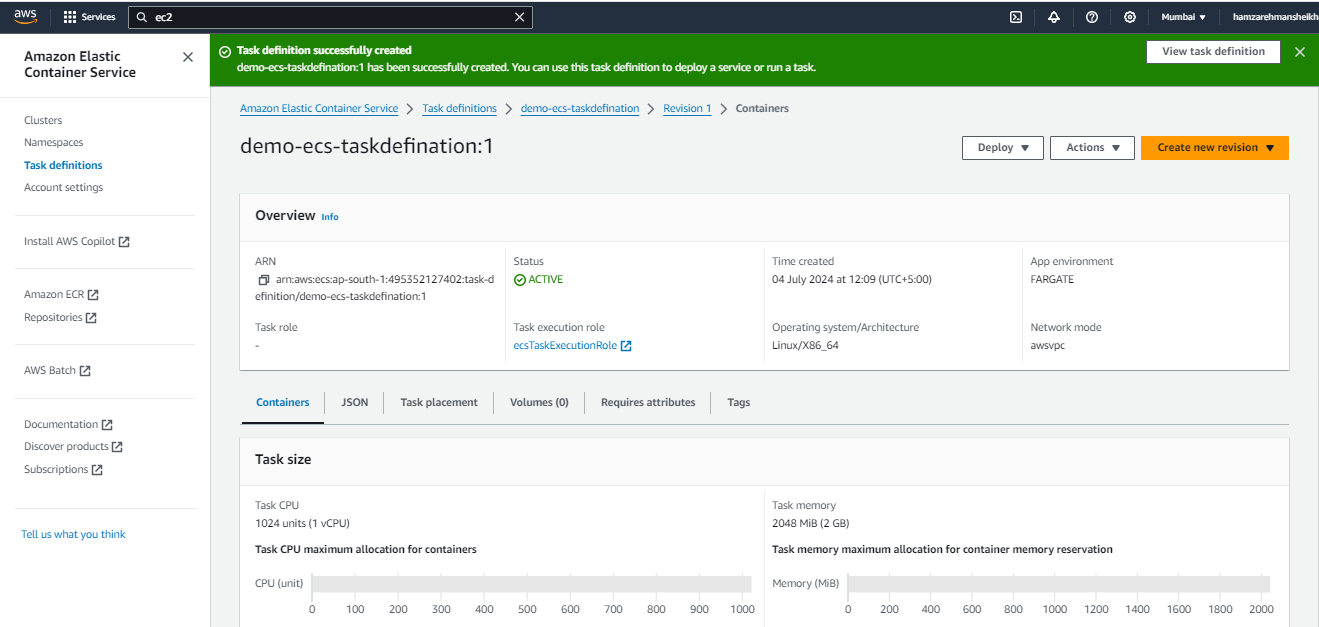 aws
Services
ec2
Mumbai
hamzarehmansheikh
Amazon Elastic
Container Service
Clusters
Namespaces
Task definitions
Account settings
Install AWS Copilot
Amazon ECR
Repositories
AWS Batch
Documentation
Discover products
Subscriptions
Tell us what you think
Task definition successfully created
demo-ecs-taskdefination:1 has been successfully created. You can use this task definition to deploy a service or run a task.
View task definition
Amazon Elastic Container Service > Task definitions > demo-ecs-taskdefination > Revision 1 > Containers
demo-ecs-taskdefination:1
Deploy
Actions
Create new revision
Overview Info
ARN
arn:aws:ecs:ap-south-1:495352127402:task-d
efinition/demo-ecs-taskdefination:1
Status
ACTIVE
Time created
04 July 2024 at 12:09 (UTC+5:00)
App environment
FARGATE
Task role
-
Task execution role
ecsTaskExecutionRole
Operating system/Architecture
Linux/X86_64
Network mode
awsvpc
Containers
JSON
Task placement
Volumes (0)
Requires attributes
Tags
Task size
Task CPU
1024 units (1 vCPU)
Task CPU maximum allocation for containers
CPU (unit)
0 100 200 300 400 500 600 700 800 900 1000
Task memory
2048 MiB (2 GB)
Task memory maximum allocation for container memory reservation
Memory (MiB)
0 200 400 600 800 1000 1200 1400 1600 1800 2000